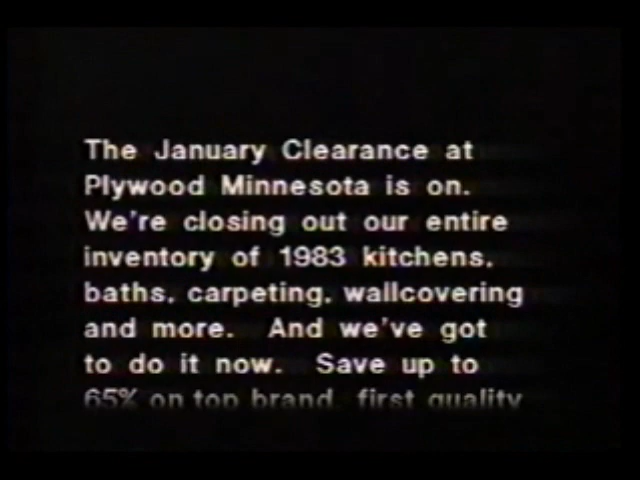 The January Clearance at
Plywood Minnesota is on.
We're closing out our entire
inventory of 1983 kitchens,
baths, carpeting, wallcovering
and more. And we've got
to do it now. Save up to
65% on top brand, first quality